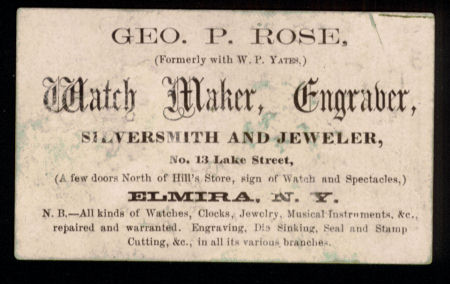 GEO. P. ROSE,
(Formerly with W. P. YATES,)
Watch Maker, Engraver,
SILVERSMITH AND JEWELER,
No. 13 Lake Street,
(A few doors North of Hill's Store, sign of Watch and Spectacles,)
ELMIRA, N. Y.
N. B.—All kinds of Watches, Clocks, Jewelry, Musical Instruments, &c.,
repaired and warranted. Engraving, Die Sinking, Seal and Stamp
Cutting, &c., in all its various branches.